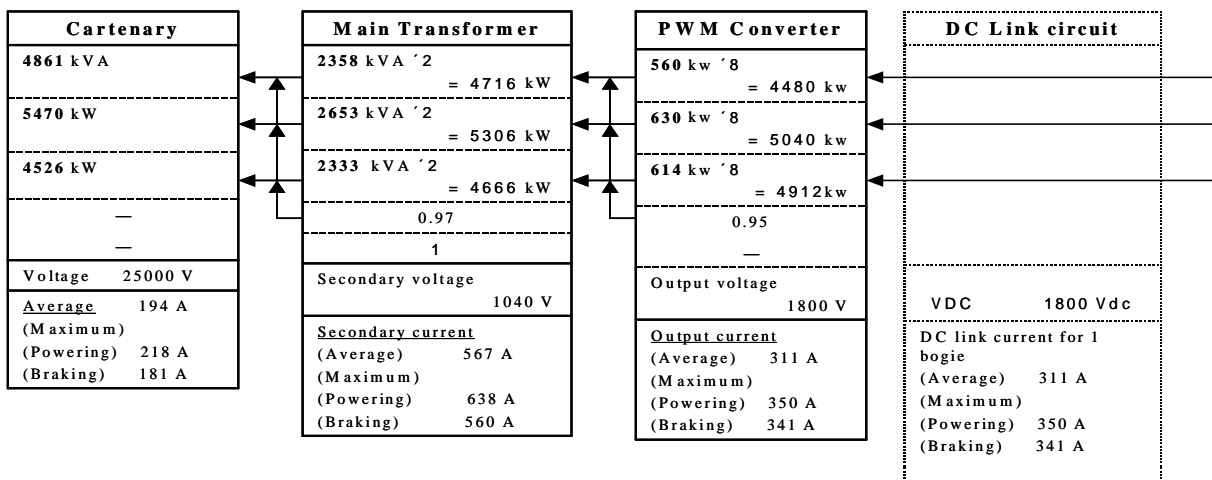 Cartenary
4861 kVA
5470 kW
4526 kW
—
—
Voltage 25000 V
Average 194 A
(Maximum)
(Powering) 218 A
(Braking) 181 A
Main Transformer
2358 kVA ´2
= 4716 kW
2653 kVA ´2
= 5306 kW
2333 kVA ´2
= 4666 kW
0.97
1
Secondary voltage
1040 V
Secondary current
(Average) 567 A
(Maximum)
(Powering) 638 A
(Braking) 560 A
PWM Converter
560 kw ´8
= 4480 kw
630 kw ´8
= 5040 kw
614 kw ´8
= 4912kw
0.95
—
Output voltage
1800 V
Output current
(Average) 311 A
(Maximum)
(Powering) 350 A
(Braking) 341 A
DC Link circuit
VDC 1800 Vdc
DC link current for 1
bogie
(Average) 311 A
(Maximum)
(Powering) 350 A
(Braking) 341 A